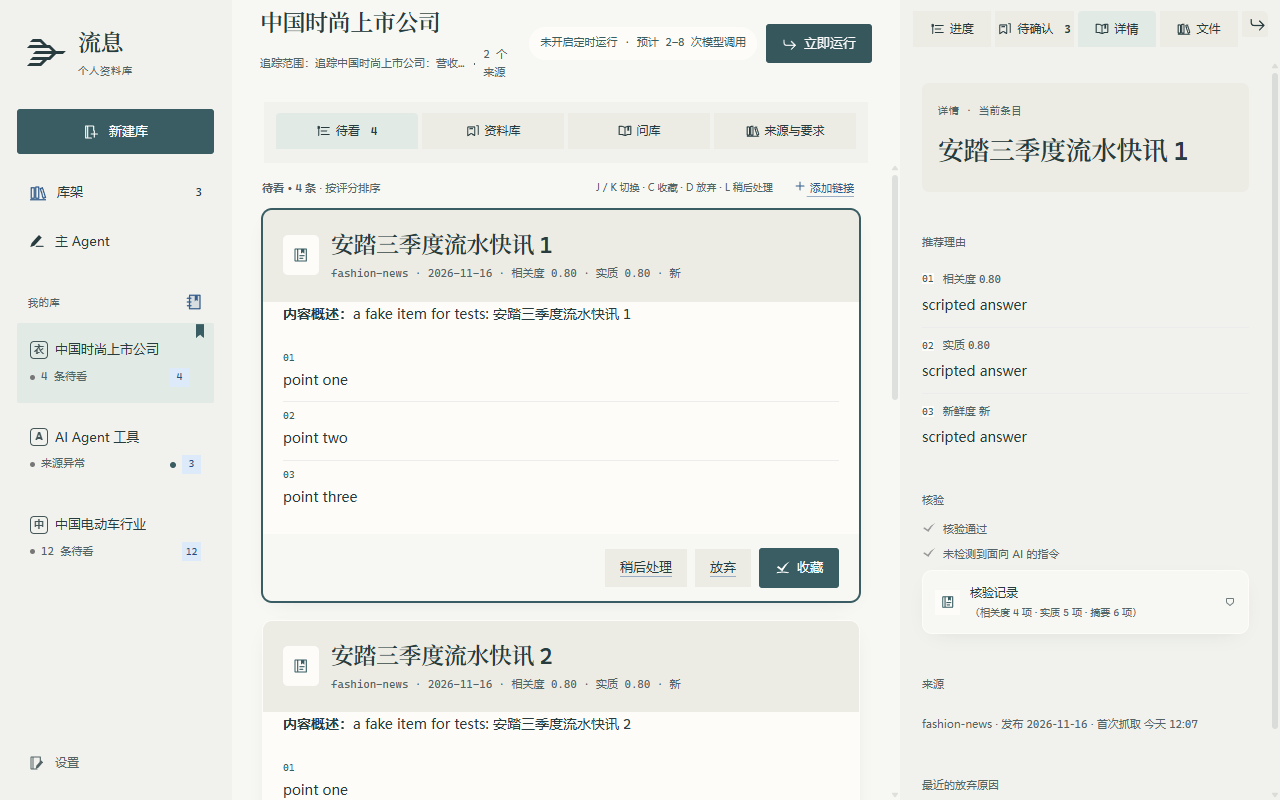 流息
个人资料库
新建库
库架 3
主 Agent
我的库
衣 中国时尚上市公司
4 条待看 4
A AI Agent 工具
来源异常 3
中 中国电动车行业
12 条待看 12
设置
中国时尚上市公司
追踪范围：追踪中国时尚上市公司：营收… · 2 个来源
未开启定时运行 · 预计 2–8 次模型调用
立即运行
待看 4
资料库
问库
来源与要求
待看 • 4 条 · 按评分排序
J / K 切换 · C 收藏 · D 放弃 · L 稍后处理
添加链接
安踏三季度流水快讯 1
fashion-news · 2026-11-16 · 相关度 0.80 · 实质 0.80 · 新
内容概述：a fake item for tests: 安踏三季度流水快讯 1
01
point one
02
point two
03
point three
稍后处理
放弃
收藏
安踏三季度流水快讯 2
fashion-news · 2026-11-16 · 相关度 0.80 · 实质 0.80 · 新
内容概述：a fake item for tests: 安踏三季度流水快讯 2
01
point one
进度
待确认 3
详情
文件
详情 · 当前条目
安踏三季度流水快讯 1
推荐理由
01 相关度 0.80
scripted answer
02 实质 0.80
scripted answer
03 新鲜度 新
scripted answer
核验
核验通过
未检测到面向 AI 的指令
核验记录
（相关度 4 项 · 实质 5 项 · 摘要 6 项）
来源
fashion-news · 发布 2026-11-16 · 首次抓取 今天 12:07
最近的放弃原因